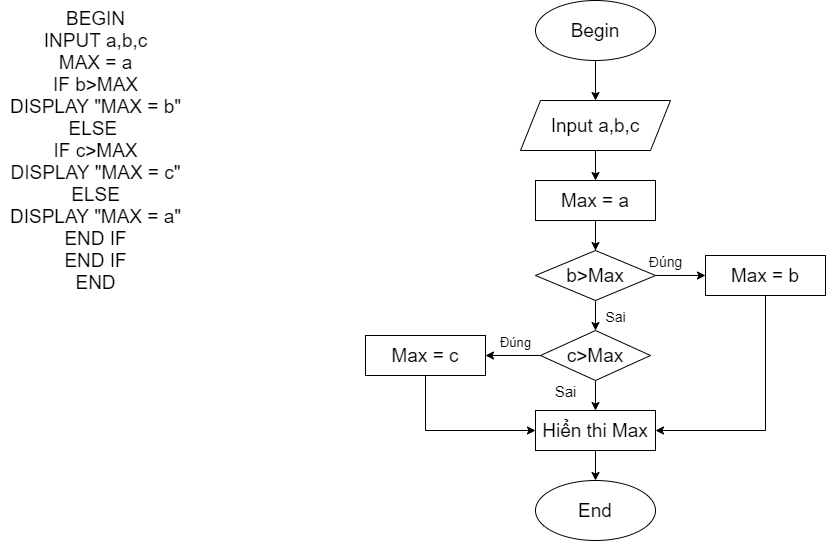 BEGIN
INPUT a,b,c
MAX = a
IF b>MAX
DISPLAY "MAX = b"
ELSE
IF c>MAX
DISPLAY "MAX = c"
ELSE
DISPLAY "MAX = a"
END IF
END IF
END
Begin
Input a,b,c
Max = a
b>Max
Đúng
Max = b
Sai
c>Max
Đúng
Max = c
Sai
Hiển thi Max
End